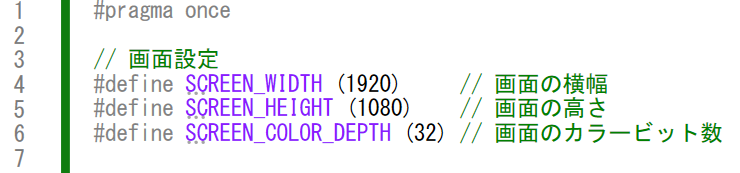 1 #pragma once
2
3 // 画面設定
4 #define SCREEN_WIDTH (1920) // 画面の横幅
5 #define SCREEN_HEIGHT (1080) // 画面の高さ
6 #define SCREEN_COLOR_DEPTH (32) // 画面のカラービット数
7